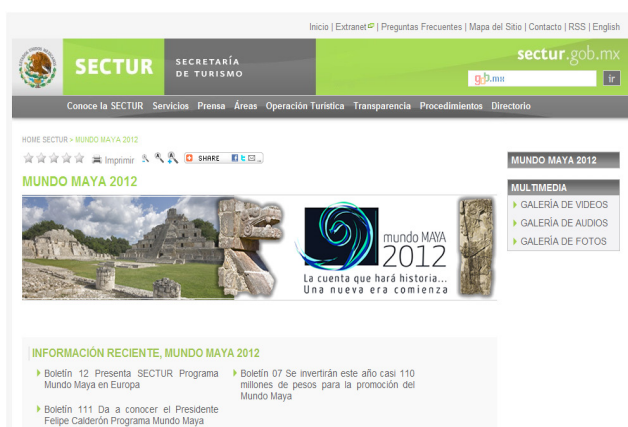 Inicio | Extranet | Preguntas Frecuentes | Mapa del Sitio | Contacto | RSS | English
SECTUR
SECRETARÍA
DE TURISMO
sectur.gob.mx
gob.mx
ir
Conoce la SECTUR Servicios Prensa Áreas Operación Turística Transparencia Procedimientos Directorio
HOME SECTUR > MUNDO MAYA 2012
Imprimir A A A SHARE
MUNDO MAYA 2012
mundo MAYA
2012
La cuenta que hará historia...
Una nueva era comienza
MUNDO MAYA 2012
MULTIMEDIA
GALERÍA DE VIDEOS
GALERÍA DE AUDIOS
GALERÍA DE FOTOS
INFORMACIÓN RECIENTE, MUNDO MAYA 2012
Boletín 12 Presenta SECTUR Programa
Mundo Maya en Europa
Boletín 111 Da a conocer el Presidente
Felipe Calderón Programa Mundo Maya
Boletín 07 Se invertirán este año casi 110
millones de pesos para la promoción del
Mundo Maya